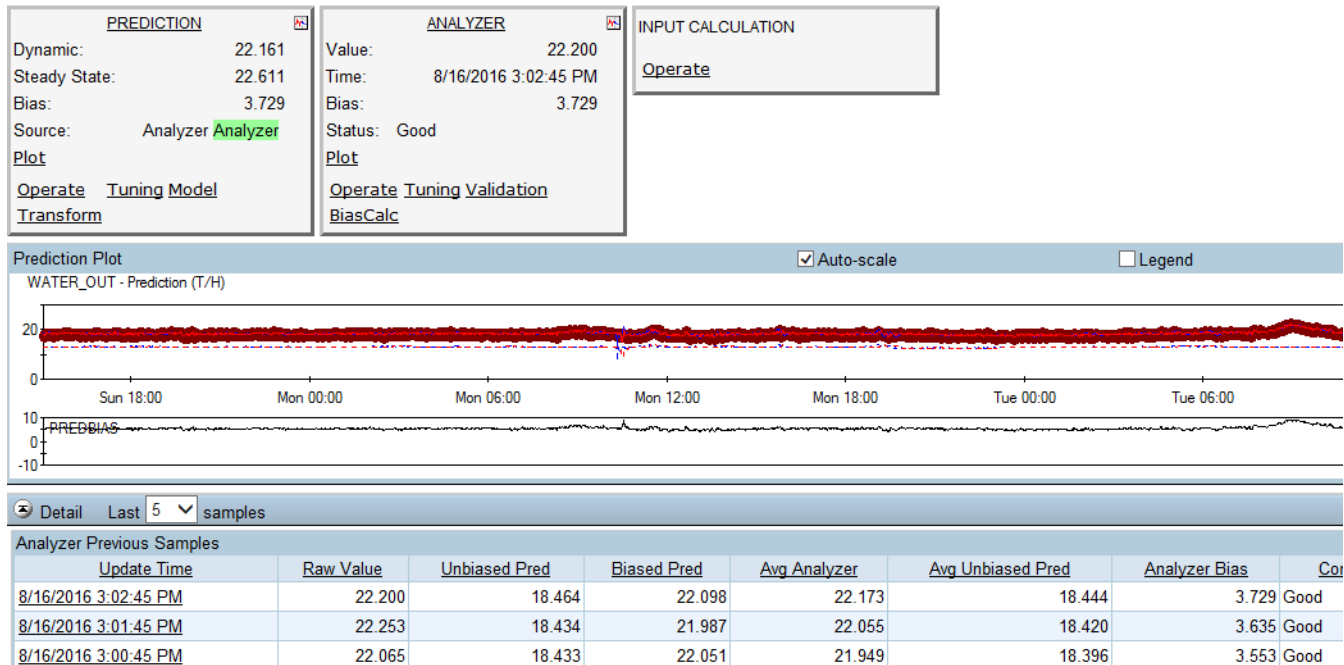 PREDICTION
Dynamic: 22.161
Steady State: 22.611
Bias: 3.729
Source: Analyzer Analyzer
Plot
Operate Tuning Model
Transform
ANALYZER
Value: 22.200
Time: 8/16/2016 3:02:45 PM
Bias: 3.729
Status: Good
Plot
Operate Tuning Validation
BiasCalc
INPUT CALCULATION
Operate
Prediction Plot Auto-scale Legend
WATER_OUT - Prediction (T/H)
20
0
Sun 18:00 Mon 00:00 Mon 06:00 Mon 12:00 Mon 18:00 Tue 00:00 Tue 06:00
10
PREDBIAS
0
-10
Detail Last 5 samples
Analyzer Previous Samples
Update Time Raw Value Unbiased Pred Biased Pred Avg Analyzer Avg Unbiased Pred Analyzer Bias Con
8/16/2016 3:02:45 PM 22.200 18.464 22.098 22.173 18.444 3.729 Good
8/16/2016 3:01:45 PM 22.253 18.434 21.987 22.055 18.420 3.635 Good
8/16/2016 3:00:45 PM 22.065 18.433 22.051 21.949 18.396 3.553 Good